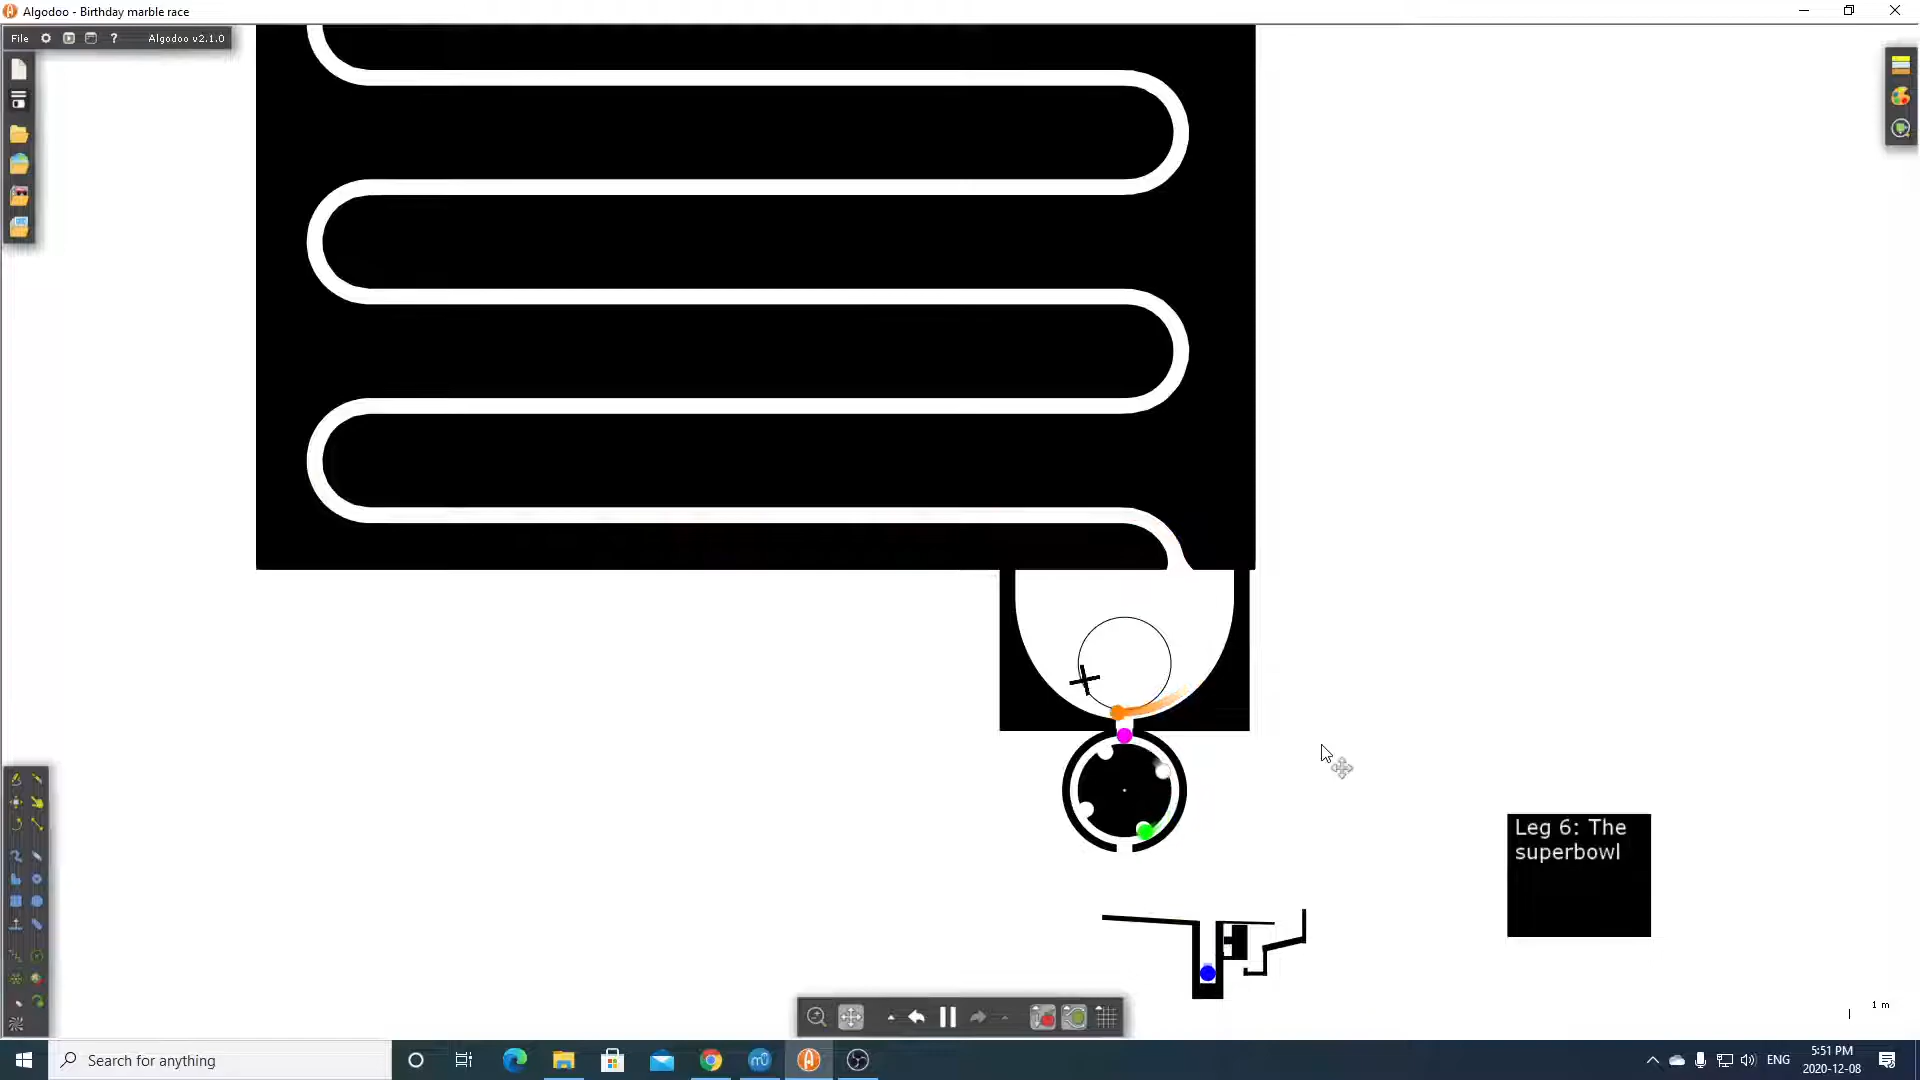 Algodoo - Birthday marble race
File ? Algodoo v2.1.0
Leg 6: The
superbowl
1 m
Search for anything
ENG
5:51 PM
2020-12-08